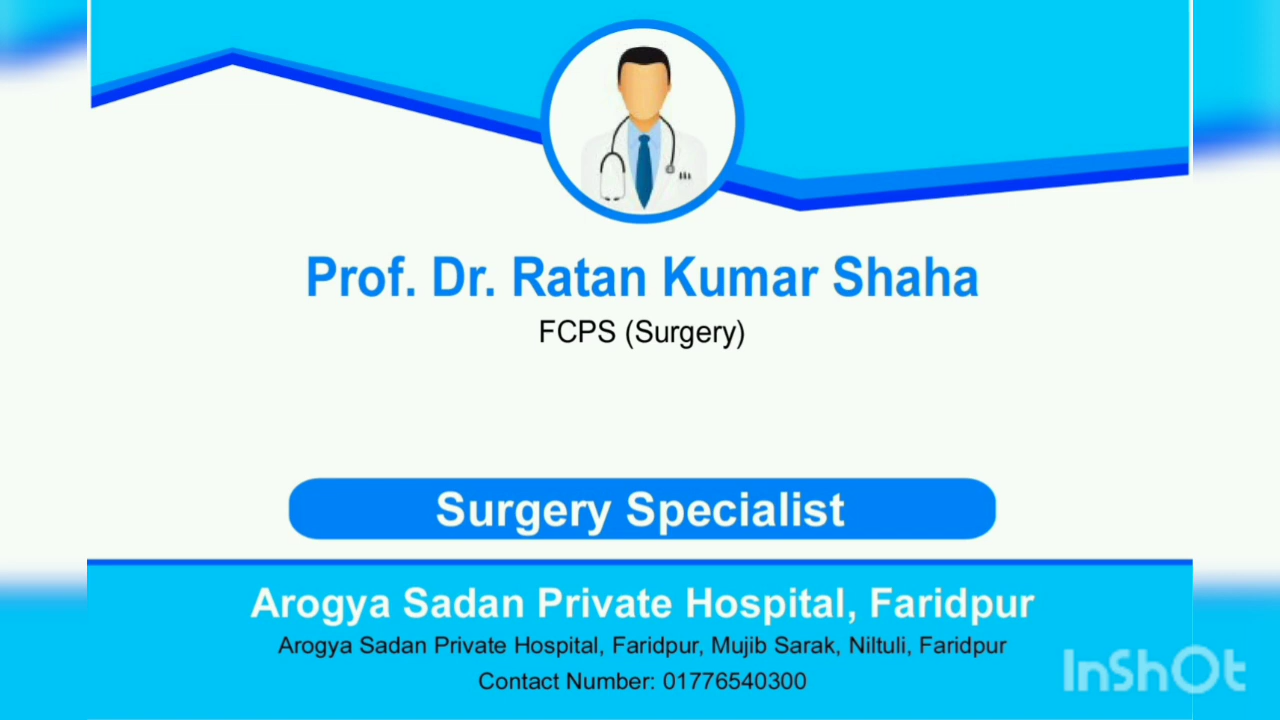 Prof. Dr. Ratan Kumar Shaha
FCPS (Surgery)
Surgery Specialist
Arogya Sadan Private Hospital, Faridpur
Arogya Sadan Private Hospital, Faridpur, Mujib Sarak, Niltuli, Faridpur
Contact Number: 01776540300
InShOt